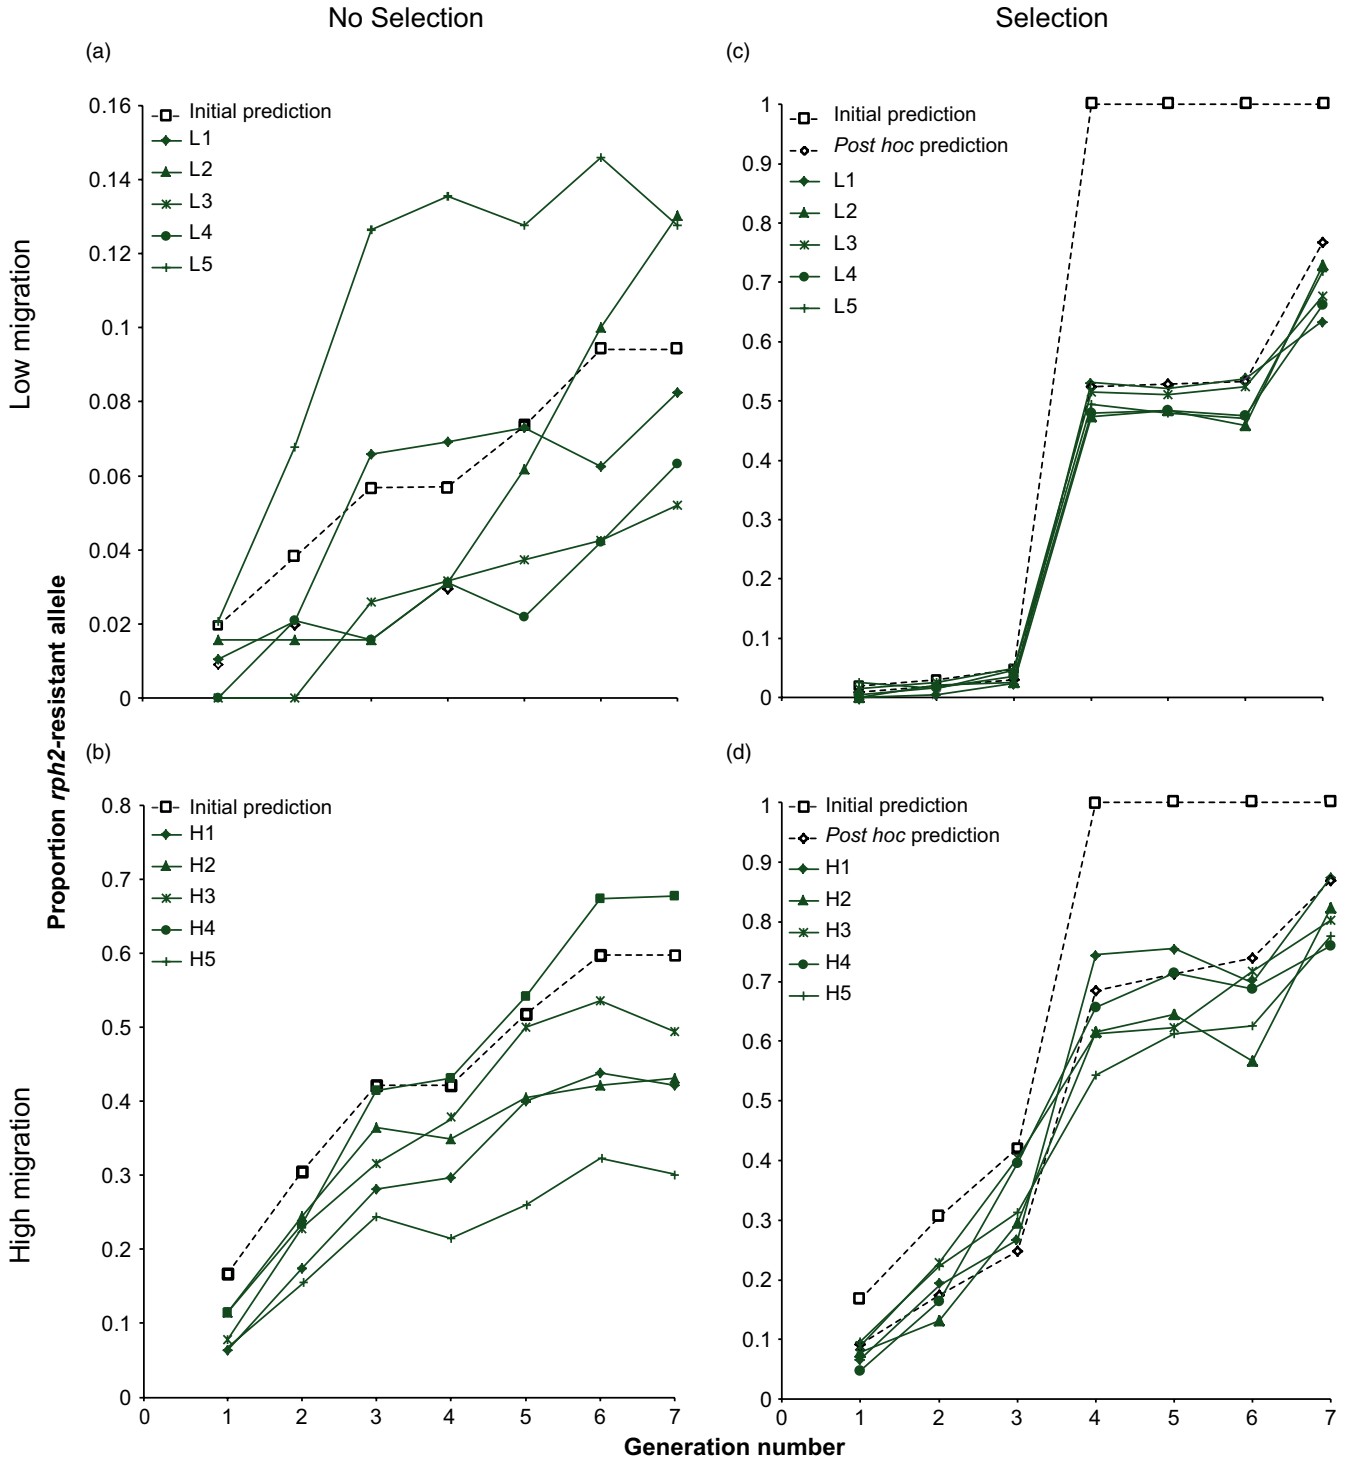 No Selection
Selection
(a)
(c)
0.16
0.14
0.12
0.1
0.08
0.06
0.04
0.02
0
Initial prediction
L1
L2
L3
L4
L5
1
0.9
0.8
0.7
0.6
0.5
0.4
0.3
0.2
0.1
0
Initial prediction
Post hoc prediction
L1
L2
L3
L4
L5
Low migration
Proportion rph2-resistant allele
High migration
(b)
(d)
0.8
0.7
0.6
0.5
0.4
0.3
0.2
0.1
0
Initial prediction
H1
H2
H3
H4
H5
0 1 2 3 4 5 6 7
1
0.9
0.8
0.7
0.6
0.5
0.4
0.3
0.2
0.1
0
Initial prediction
Post hoc prediction
H1
H2
H3
H4
H5
0 1 2 3 4 5 6 7
Generation number